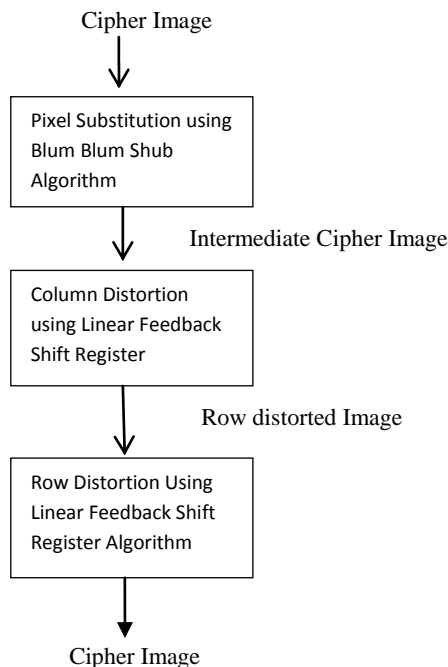 Cipher Image
Pixel Substitution using
Blum Blum Shub
Algorithm
Intermediate Cipher Image
Column Distortion
using Linear Feedback
Shift Register
Row distorted Image
Row Distortion Using
Linear Feedback Shift
Register Algorithm
Cipher Image